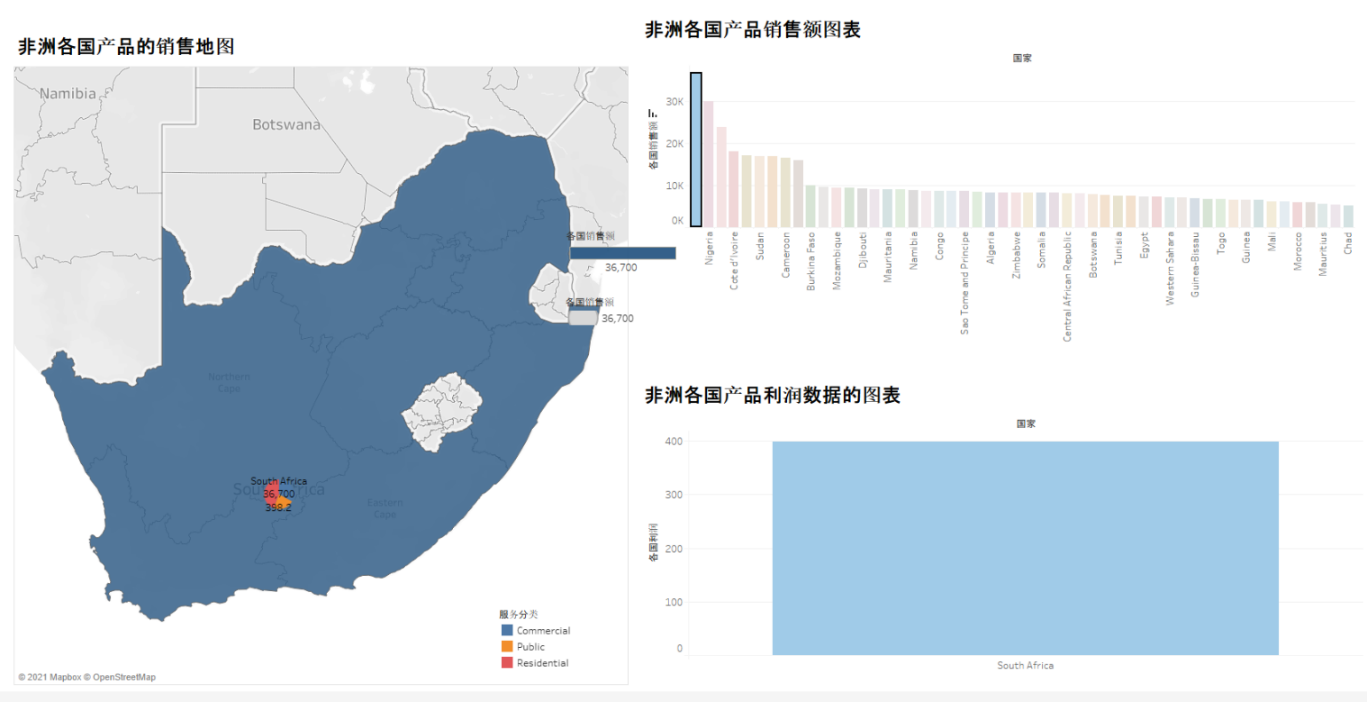 非洲各国产品的销售地图
Namibia
Botswana
各国销售额
36,700
各国销售额
36,700
Northern
Cape
South Africa
36,700
398.2
Eastern
Cape
服务分类
Commercial
Public
Residential
© 2021 Mapbox © OpenStreetMap
非洲各国产品销售额图表
国家
各国销售额
30K
20K
10K
0K
Nigeria
Cote d'Ivoire
Sudan
Cameroon
Burkina Faso
Mozambique
Djibouti
Mauritania
Namibia
Congo
Sao Tome and Principe
Algeria
Zimbabwe
Somalia
Central African Republic
Botswana
Tunisia
Egypt
Western Sahara
Guinea-Bissau
Togo
Guinea
Mali
Morocco
Mauritius
Chad
非洲各国产品利润数据的图表
国家
各国利润
400
300
200
100
0
South Africa